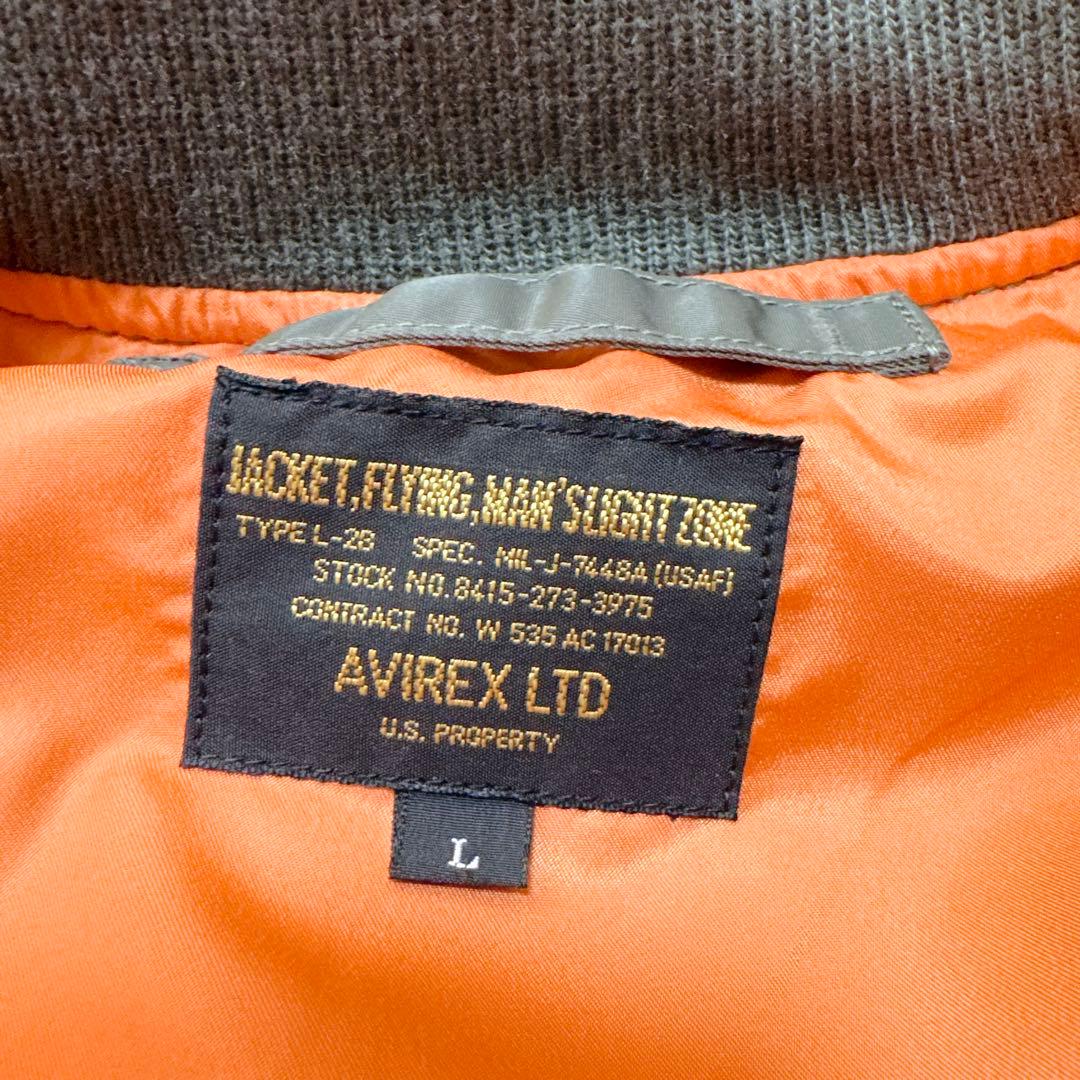 JACKET,FLYING,MAN'S LIGHT ZONE
TYPE L-2B SPEC. MIL-J-7448A (USAF)
STOCK NO. 8415-273-3975
CONTRACT NO. W 535 AC 17013
AVIREX LTD
U.S. PROPERTY
L